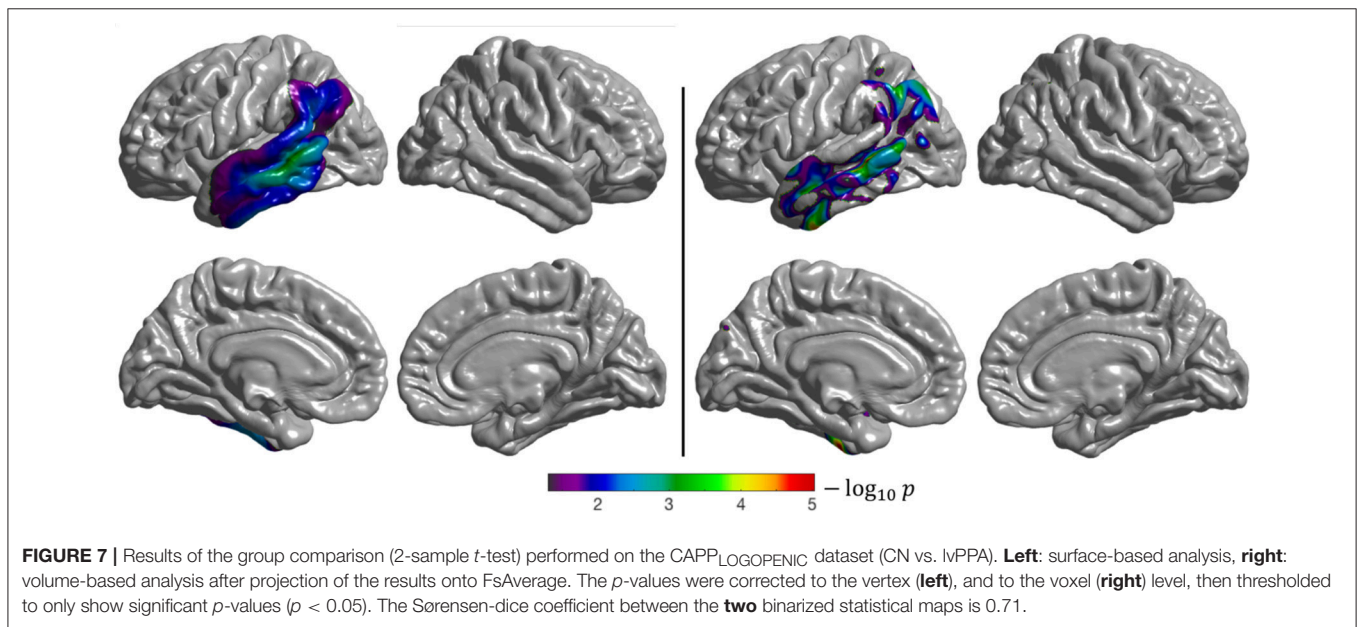 2 3 4 5 − log₁₀ p
FIGURE 7 | Results of the group comparison (2-sample t-test) performed on the CAPP_LOGOPENIC dataset (CN vs. lvPPA). Left: surface-based analysis, right:
volume-based analysis after projection of the results onto FsAverage. The p-values were corrected to the vertex (left), and to the voxel (right) level, then thresholded
to only show significant p-values (p < 0.05). The Sørensen-dice coefficient between the two binarized statistical maps is 0.71.